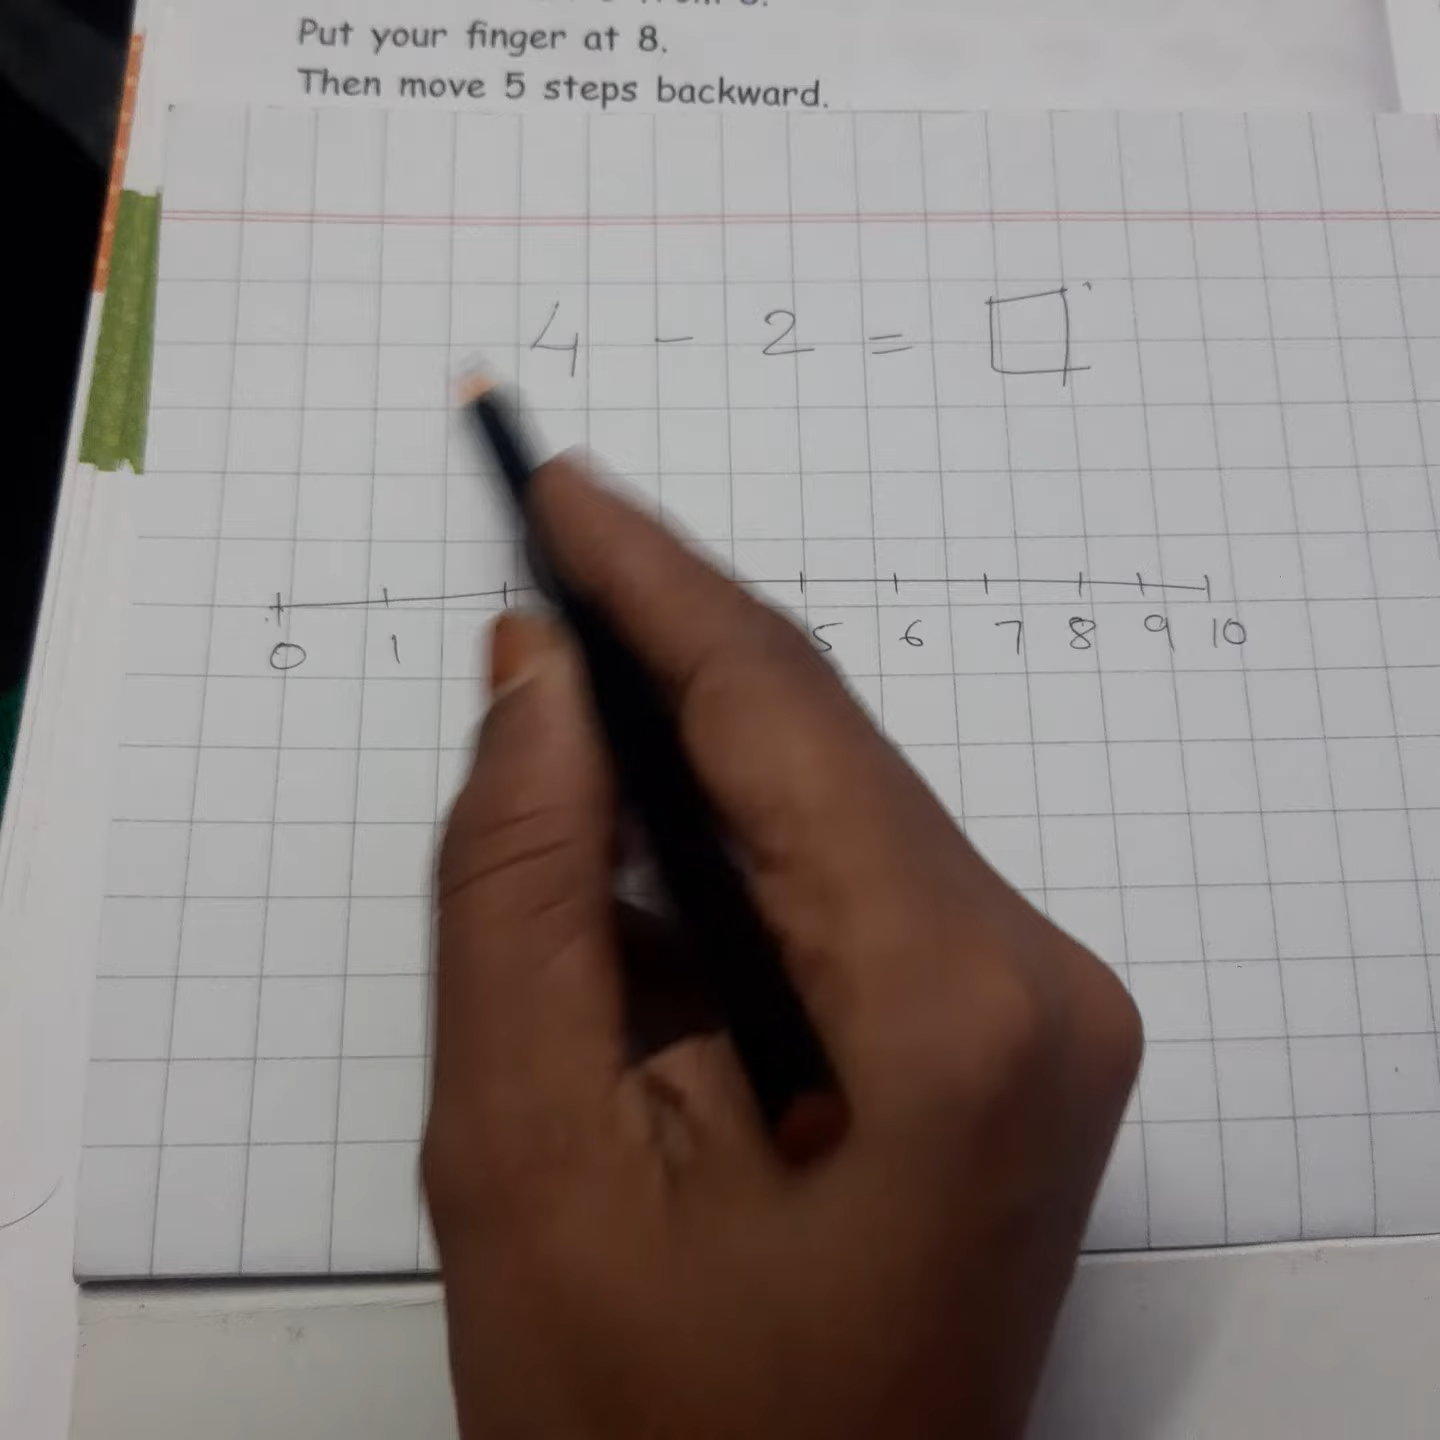 Put your finger at 8.
Then move 5 steps backward.
4 - 2 = □
0 1 5 6 7 8 9 10